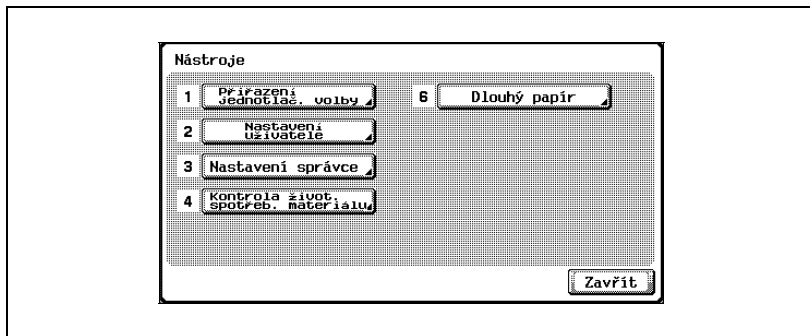 Nástroje
1 Přiřazení
jednotlač. volby
2 Nastavení
uživatele
3 Nastavení správce
4 Kontrola život.
spotřeb. materiálu
6 Dlouhý papír
Zavřít